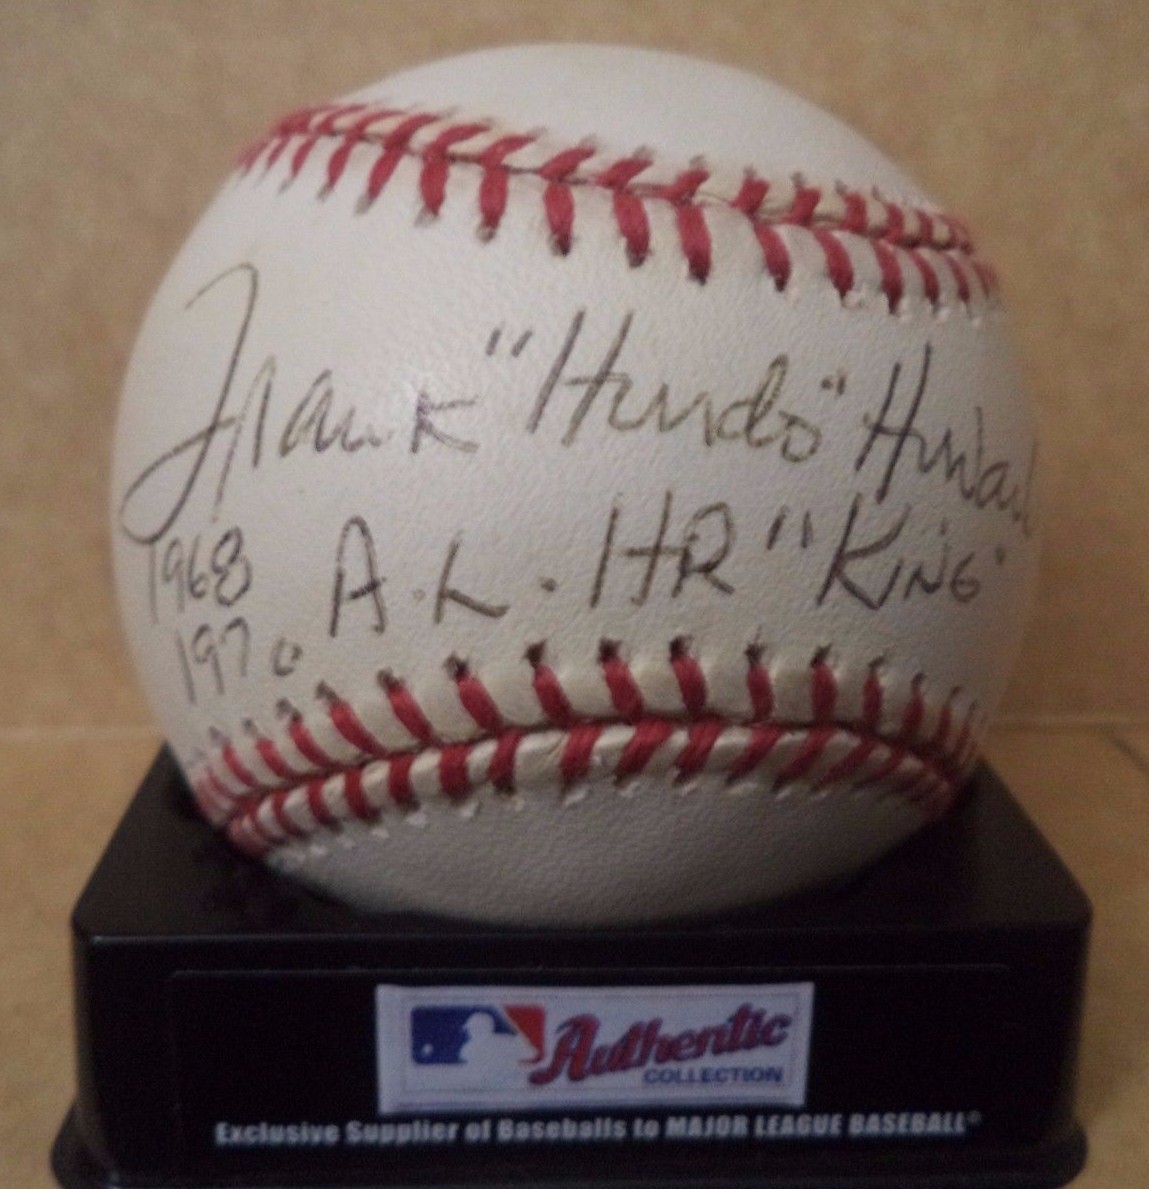 Frank "Hondo" Howard
1968 A.L. HR "King"
1970
Authentic
COLLECTION
Exclusive Supplier of Baseballs to MAJOR LEAGUE BASEBALL®